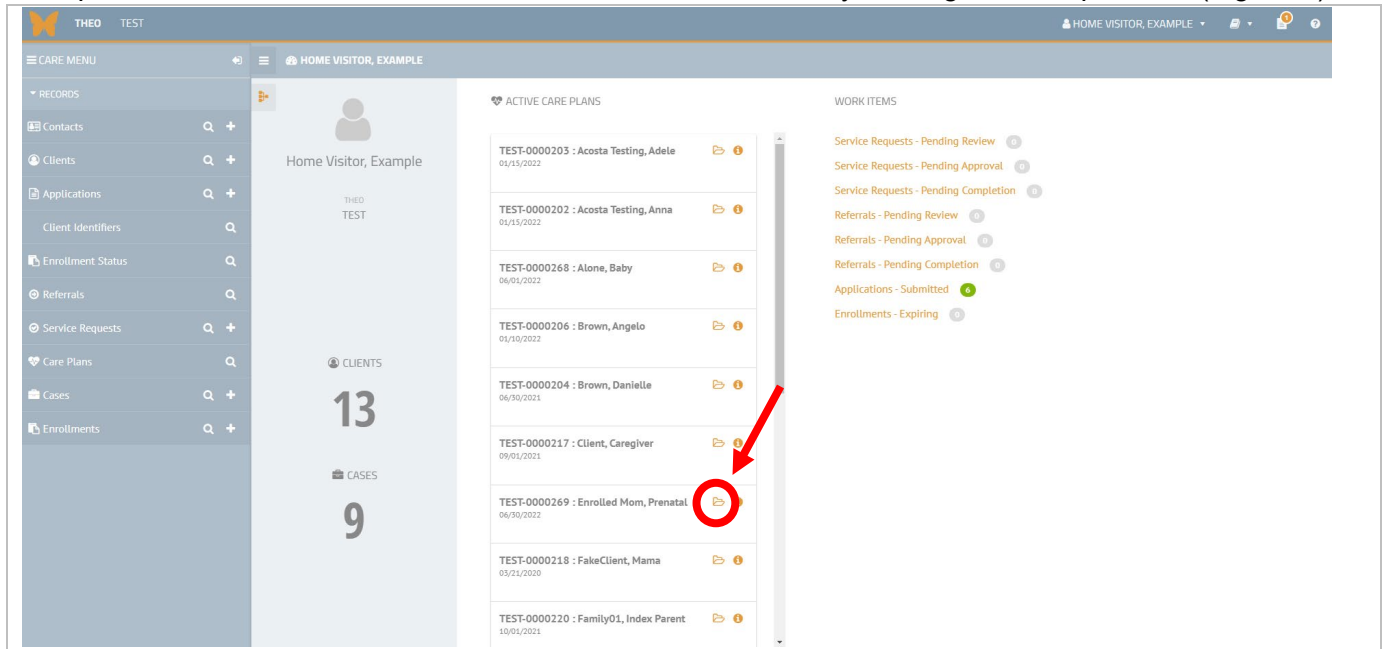 THEO TEST
HOME VISITOR, EXAMPLE
1
CARE MENU
HOME VISITOR, EXAMPLE
RECORDS
Contacts
Clients
Applications
Client Identifiers
Enrollment Status
Referrals
Service Requests
Care Plans
Cases
Enrollments
Home Visitor, Example
THEO
TEST
CLIENTS
13
CASES
9
ACTIVE CARE PLANS
TEST-0000203 : Acosta Testing, Adele
01/15/2022
TEST-0000202 : Acosta Testing, Anna
01/15/2022
TEST-0000268 : Alone, Baby
06/01/2022
TEST-0000206 : Brown, Angelo
01/10/2022
TEST-0000204 : Brown, Danielle
06/30/2021
TEST-0000217 : Client, Caregiver
09/01/2021
TEST-0000269 : Enrolled Mom, Prenatal
06/30/2022
TEST-0000218 : FakeClient, Mama
03/21/2020
TEST-0000220 : Family01, Index Parent
10/01/2021
WORK ITEMS
Service Requests - Pending Review 0
Service Requests - Pending Approval 0
Service Requests - Pending Completion 0
Referrals - Pending Review 0
Referrals - Pending Approval 0
Referrals - Pending Completion 0
Applications - Submitted 6
Enrollments - Expiring 0